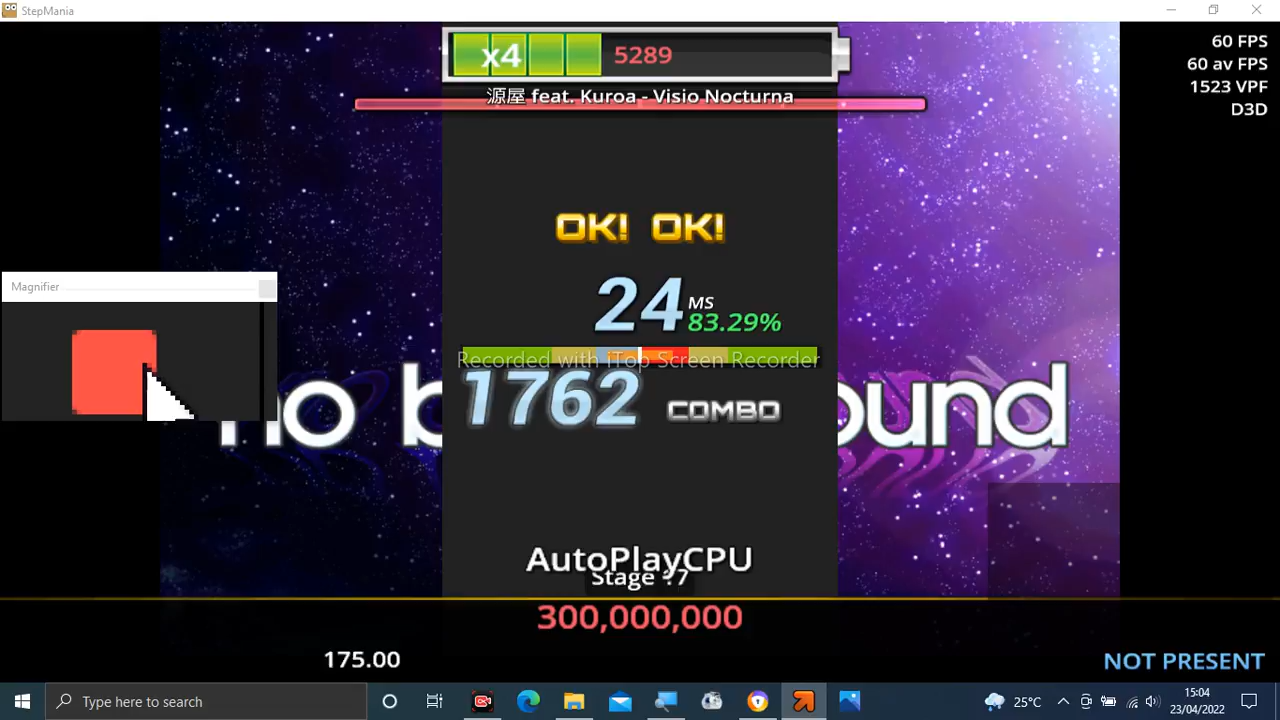 StepMania
60 FPS
60 av FPS
1523 VPF
D3D
x4
5289
源屋 feat. Kuroa - Visio Nocturna
OK! OK!
24 MS
83.29%
Magnifier
Recorded with iTop Screen Recorder
1762 COMBO
no b
ound
AutoPlayCPU
300,000,000
175.00
NOT PRESENT
Type here to search
25°C
15:04
23/04/2022